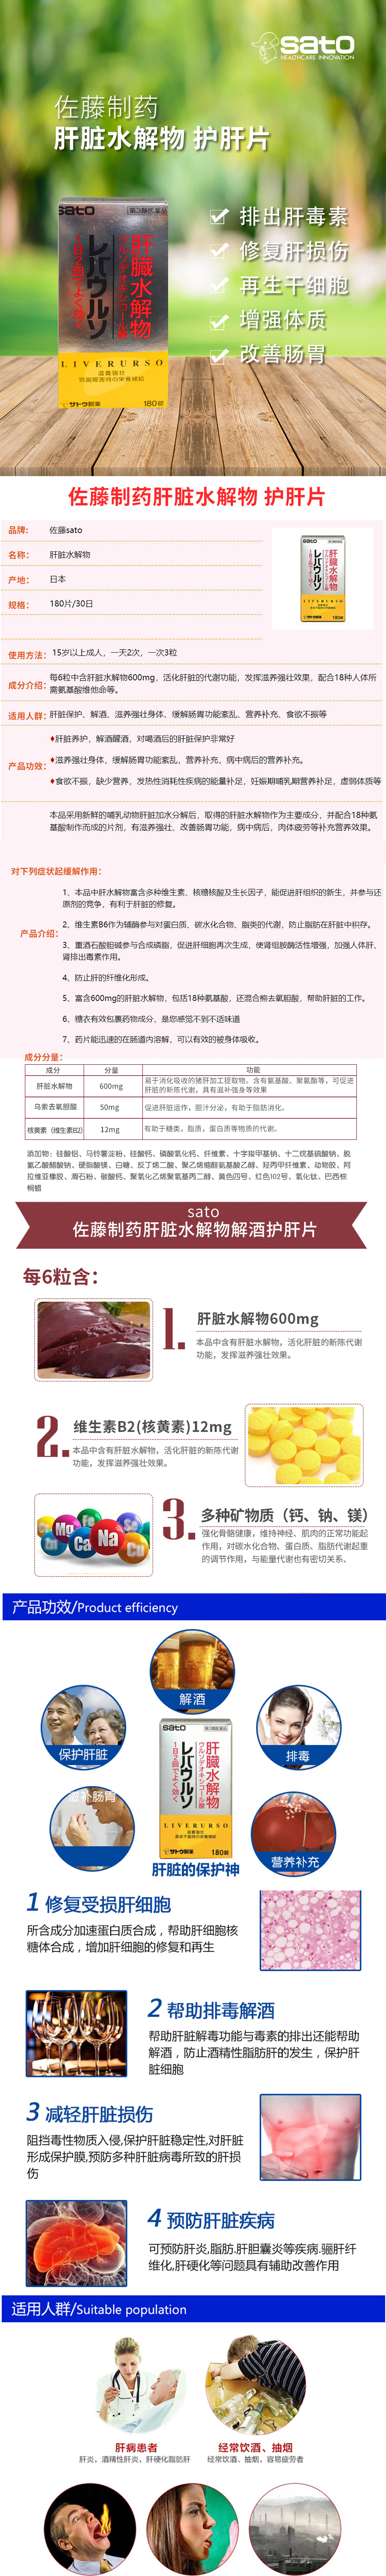 sato
HEALTHCARE INNOVATION
佐藤制药
肝脏水解物 护肝片
排出肝毒素
修复肝损伤
再生干细胞
增强体质
改善肠胃
sato
第3類医薬品
肝臓水解物
ウルソデオキシコール酸
レバウルソ
1日2回でよく効く
LIVERURSO
滋養強壮
胃腸障害時の栄養補給
サトウ製薬
180錠
佐藤制药肝脏水解物 护肝片
品牌: 佐藤sato
名称: 肝脏水解物
产地: 日本
规格: 180片/30日
使用方法: 15岁以上成人，一天2次，一次3粒
成分介绍: 每6粒中含肝脏水解物600mg，活化肝脏的代谢功能，发挥滋养强壮效果，配合18种人体所
需氨基酸维他命等。
适用人群: 肝脏保护、解酒、滋养强壮身体、缓解肠胃功能紊乱、营养补充、食欲不振等
产品功效:
♦肝脏养护，解酒醒酒，对喝酒后的肝脏保护非常好
♦滋养强壮身体，缓解肠胃功能紊乱，营养补充，病中病后的营养补充。
♦食欲不振，缺少营养，发热性消耗性疾病的能量补足，妊娠期哺乳期营养补足，虚弱体质等
本品采用新鲜的哺乳动物肝脏加水分解后，取得的肝脏水解物作为主要成分，并配合18种氨
基酸制作而成的片剂，有滋养强壮、改善肠胃功能，病中病后，肉体疲劳等补充营养效果。
对下列症状起缓解作用:
产品介绍:
1、本品中肝水解物富含多种维生素、核糖核酸及生长因子，能促进肝组织的新生，并参与还
原剂的竞争，有利于肝脏的修复。
2、维生素B6作为辅酶参与对蛋白质、碳水化合物、脂类的代谢，防止脂肪在肝脏中积存。
3、重酒石酸胆碱参与合成磷脂，促进肝细胞再次生成，使肾组胺酶活性增强，加强人体肝、
肾排出毒素作用。
4、防止肝的纤维化形成。
5、富含600mg的肝脏水解物，包括18种氨基酸，还混合熊去氧胆酸，帮助肝脏的工作。
6、糖衣有效包裹药物成分，是您感觉不到不适味道
7、药片能迅速的在肠道内溶解，可以有效的被身体吸收。
成分分量:
成分 分量 功能
肝脏水解物 600mg 易于消化吸收的猪肝加工提取物。含有氨基酸、聚氨酯等，可促进
肝脏的新陈代谢，具有滋补强身等效果
乌索去氧胆酸 50mg 促进肝脏运作，胆汁分泌，有助于脂肪消化。
核黄素（维生素B2） 12mg 有助于糖类，脂质，蛋白质等物质的代谢。
添加物: 硅酸铝、马铃薯淀粉、硅酸钙、磷酸氢化钙、纤维素、十字羧甲基钠、十二烷基硫酸钠、脱
氢乙酸醋酸钠、硬脂酸镁、白糖、反丁烯二酸、聚乙烯缩醛氨基酸乙醇、羟丙甲纤维素、动物胶、阿
拉维亚橡胶、滑石粉、碳酸钙、聚氧化乙烯聚氧基丙二醇、黄色四号、红色102号、氧化钛、巴西棕
榈蜡
sato
佐藤制药肝脏水解物解酒护肝片
每6粒含:
1.
肝脏水解物600mg
本品中含有肝脏水解物，活化肝脏的新陈代谢
功能，发挥滋养强壮效果。
2.
维生素B2(核黄素)12mg
本品中含有肝脏水解物，活化肝脏的新陈代谢
功能，发挥滋养强壮效果。
3.
多种矿物质（钙、钠、镁）
强化骨骼健康，维持神经、肌肉的正常功能起
作用，对碳水化合物、蛋白质、脂肪代谢起重
的调节作用，与能量代谢也有密切关系、
Mg
Fe
Ca
Na
Cu
产品功效/Product efficiency
解酒
保护肝脏
排毒
滋补肠胃
营养补充
sato
第3類医薬品
肝臓水解物
ウルソデオキシコール酸
レバウルソ
1日2回でよく効く
LIVERURSO
サトウ製薬
180錠
肝脏的保护神
1 修复受损肝细胞
所含成分加速蛋白质合成，帮助肝细胞核
糖体合成，增加肝细胞的修复和再生
2 帮助排毒解酒
帮助肝脏解毒功能与毒素的排出还能帮助
解酒，防止酒精性脂肪肝的发生，保护肝
脏细胞
3 减轻肝脏损伤
阻挡毒性物质入侵,保护肝脏稳定性,对肝脏
形成保护膜,预防多种肝脏病毒所致的肝损
伤
4 预防肝脏疾病
可预防肝炎,脂肪.肝胆囊炎等疾病.骊肝纤
维化,肝硬化等问题具有辅助改善作用
适用人群/Suitable population
肝病患者
肝炎，酒精性肝炎，肝硬化脂肪肝
经常饮酒、抽烟
经常饮酒、抽烟，容易疲劳者